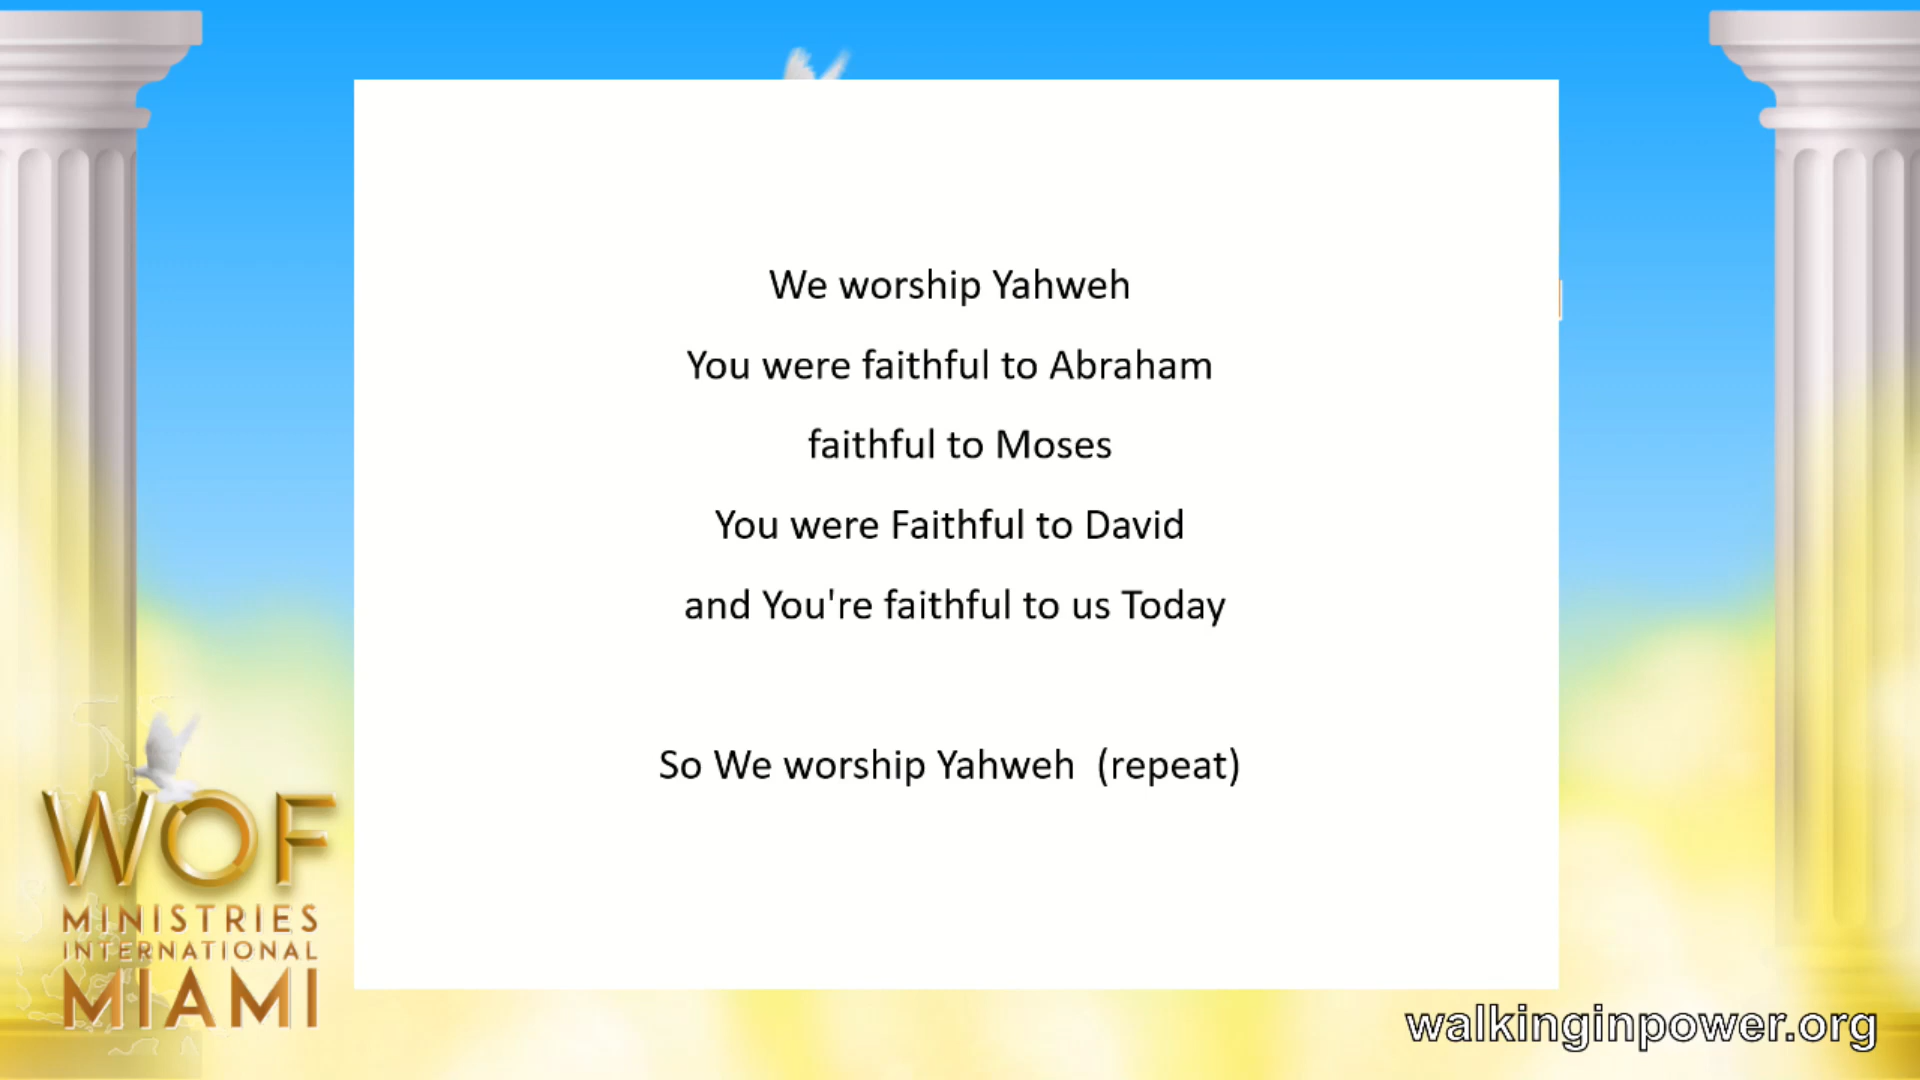 We worship Yahweh
You were faithful to Abraham
faithful to Moses
You were Faithful to David
and You're faithful to us Today
So We worship Yahweh (repeat)
WOF
MINISTRIES
INTERNATIONAL
MIAMI
walkinginpower.org